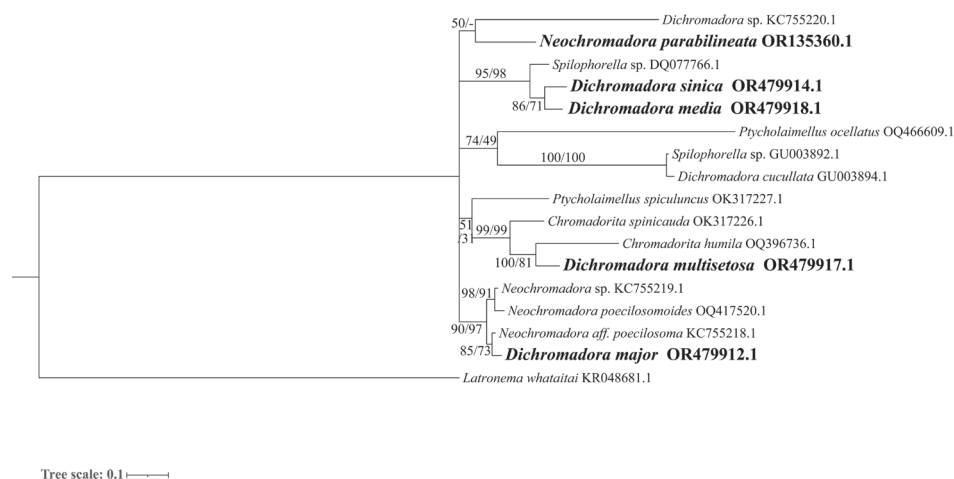 50/-
Dichromadora sp. KC755220.1
Neochromadora parabilineata OR135360.1
95/98
Spilophorella sp. DQ077766.1
Dichromadora sinica OR479914.1
86/71
Dichromadora media OR479918.1
74/49
Ptycholaimellus ocellatus OQ466609.1
100/100
Spilophorella sp. GU003892.1
Dichromadora cucullata GU003894.1
Ptycholaimellus spiculuncus OK317227.1
51
/31
99/99
Chromadorita spinicauda OK317226.1
Chromadorita humila OQ396736.1
100/81
Dichromadora multisetosa OR479917.1
98/91
Neochromadora sp. KC755219.1
Neochromadora poecilosomoides OQ417520.1
90/97
Neochromadora aff. poecilosoma KC755218.1
85/73
Dichromadora major OR479912.1
Latronema whataitai KR048681.1
Tree scale: 0.1